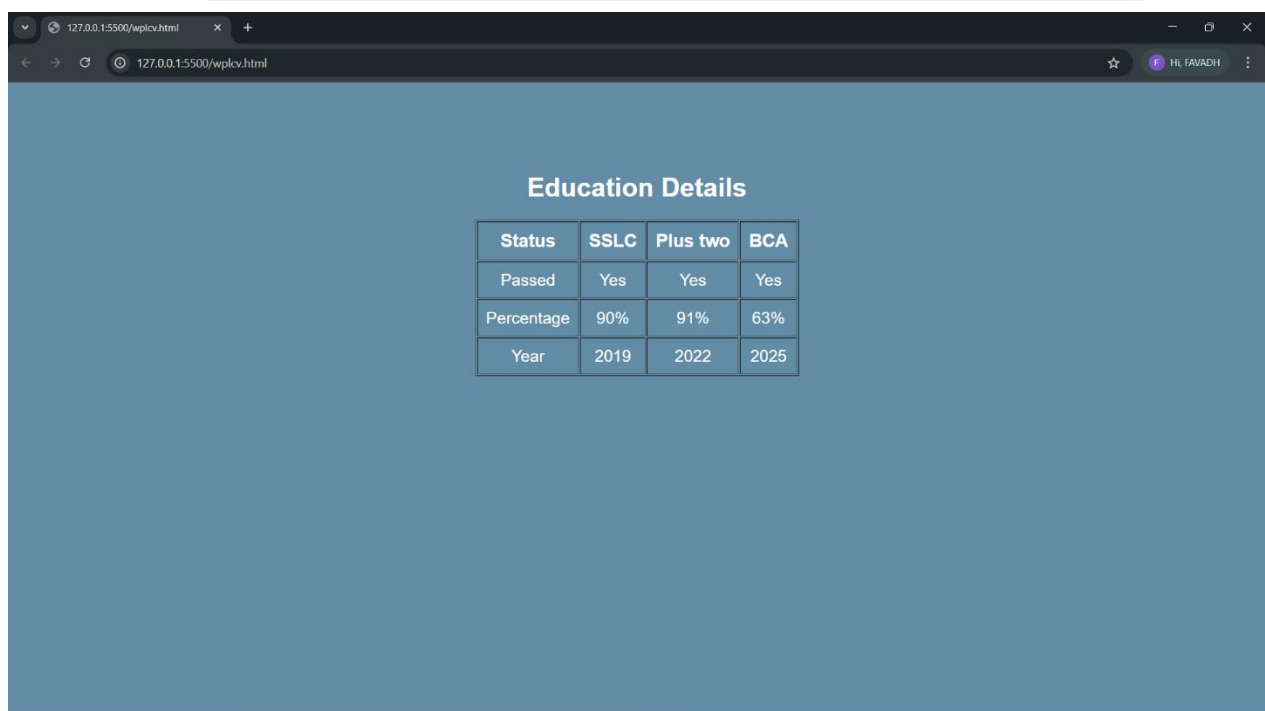 127.0.0.1:5500/wplcv.html
127.0.0.1:5500/wplcv.html
F Hi, FAVADH
Education Details
Status SSLC Plus two BCA
Passed Yes Yes Yes
Percentage 90% 91% 63%
Year 2019 2022 2025